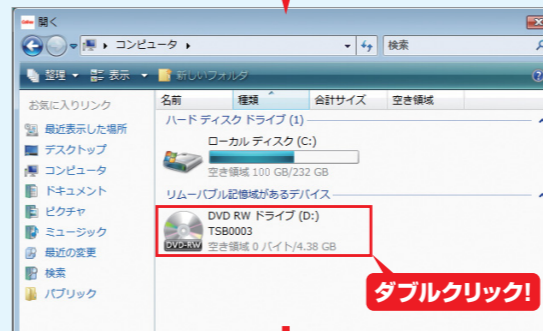 開く
コンピュータ
検索
整理 表示 新しいフォルダ
お気に入りリンク
最近表示した場所
デスクトップ
コンピュータ
ドキュメント
ピクチャ
ミュージック
最近の変更
検索
パブリック
名前 種類 合計サイズ 空き領域
ハード ディスク ドライブ (1)
ローカル ディスク (C:)
空き領域 100 GB/232 GB
リムーバブル記憶域があるデバイス
DVD RW ドライブ (D:)
TSB0003
DVD-RW 空き領域 0 バイト/4.38 GB
ダブルクリック!